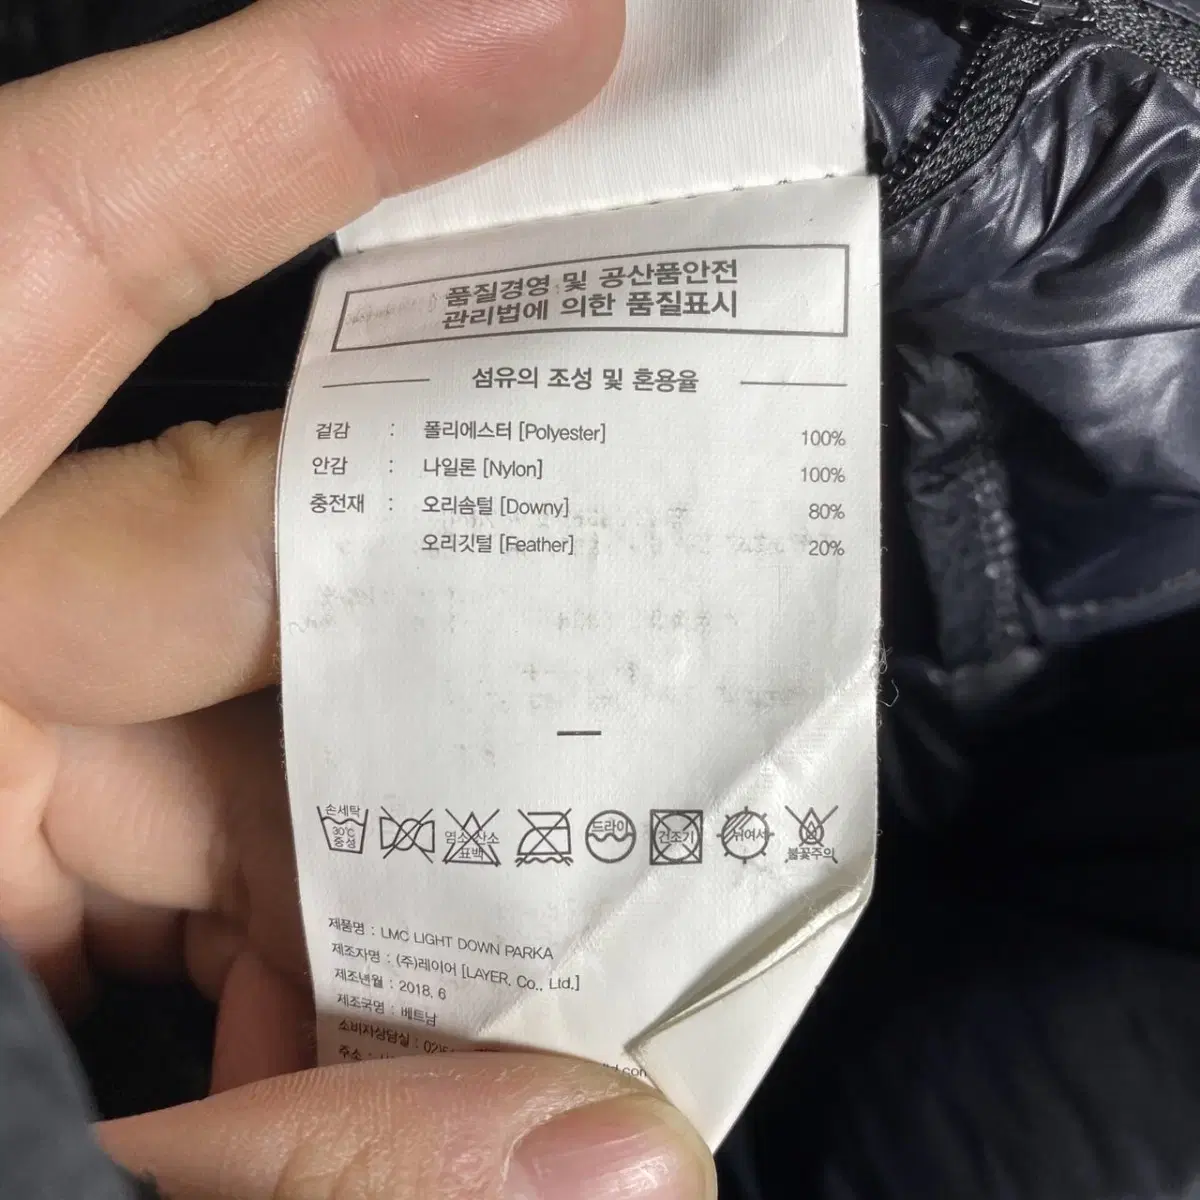 품질경영 및 공산품안전
관리법에 의한 품질표시
섬유의 조성 및 혼용율
겉감 : 폴리에스터 [Polyester] 100%
안감 : 나일론 [Nylon] 100%
충전재 : 오리솜털 [Downy] 80%
오리깃털 [Feather] 20%
손세탁
30℃
중성
염소 산소
표백
드라이
건조기
뉘여서
불꽃주의
제품명 : LMC LIGHT DOWN PARKA
제조자명 : (주)레이어 [LAYER, Co., Ltd.]
제조년월 : 2018. 6
제조국명 : 베트남
소비자상담실 :
주소 :